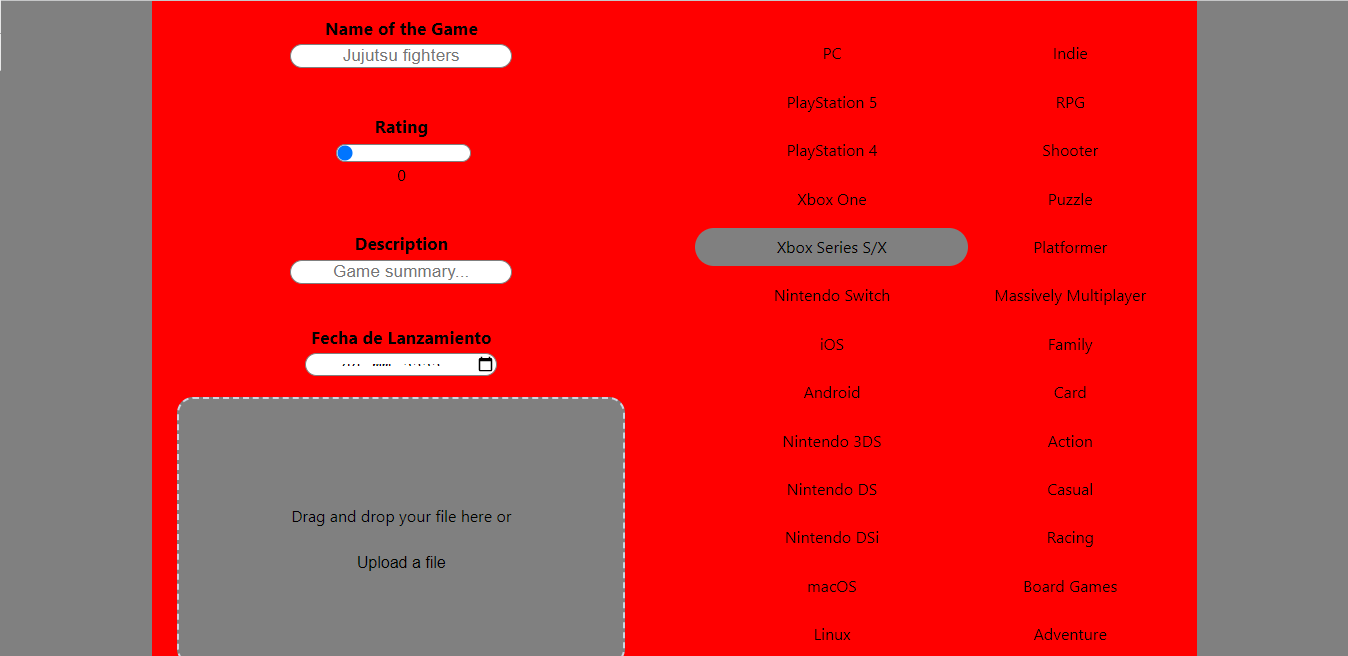 Name of the Game
Jujutsu fighters
Rating
0
Description
Game summary...
Fecha de Lanzamiento
Drag and drop your file here or
Upload a file
PC
PlayStation 5
PlayStation 4
Xbox One
Xbox Series S/X
Nintendo Switch
iOS
Android
Nintendo 3DS
Nintendo DS
Nintendo DSi
macOS
Linux
Indie
RPG
Shooter
Puzzle
Platformer
Massively Multiplayer
Family
Card
Action
Casual
Racing
Board Games
Adventure